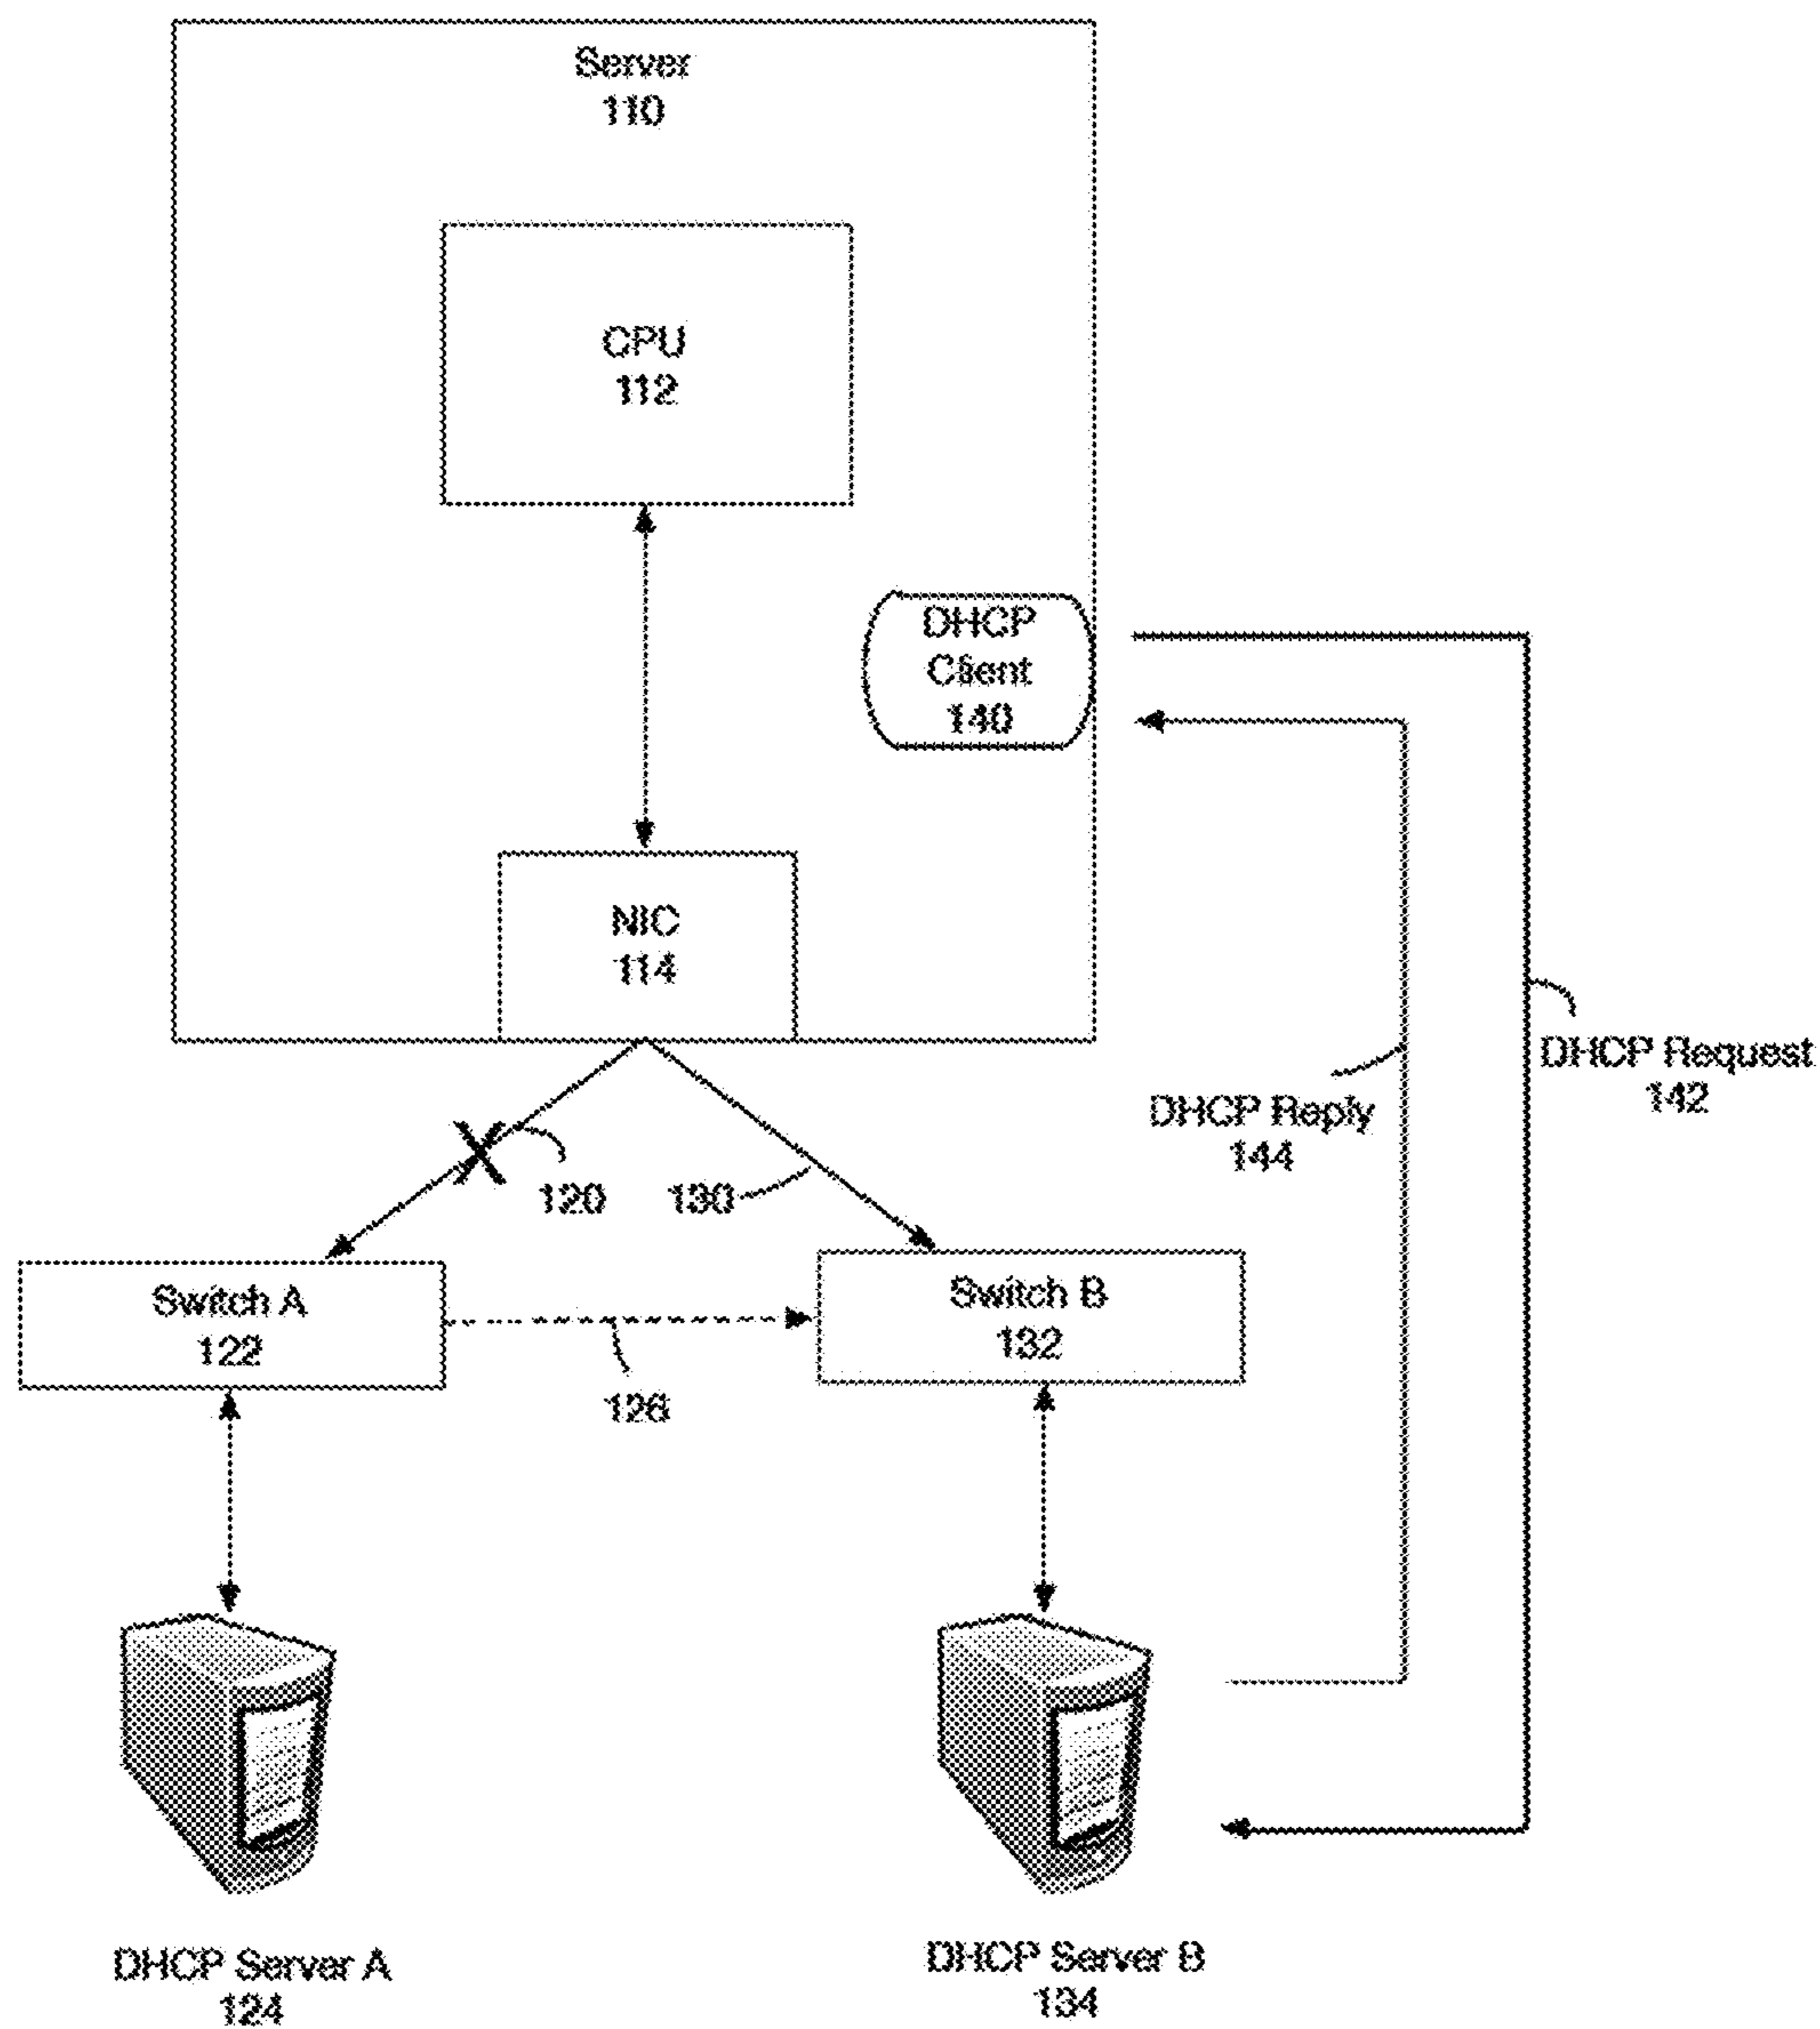 Server
110
CPU
112
DHCP
Client
140
NIC
114
DHCP Request
142
DHCP Reply
144
120
130
Switch A
122
Switch B
132
126
DHCP Server A
124
DHCP Server B
134